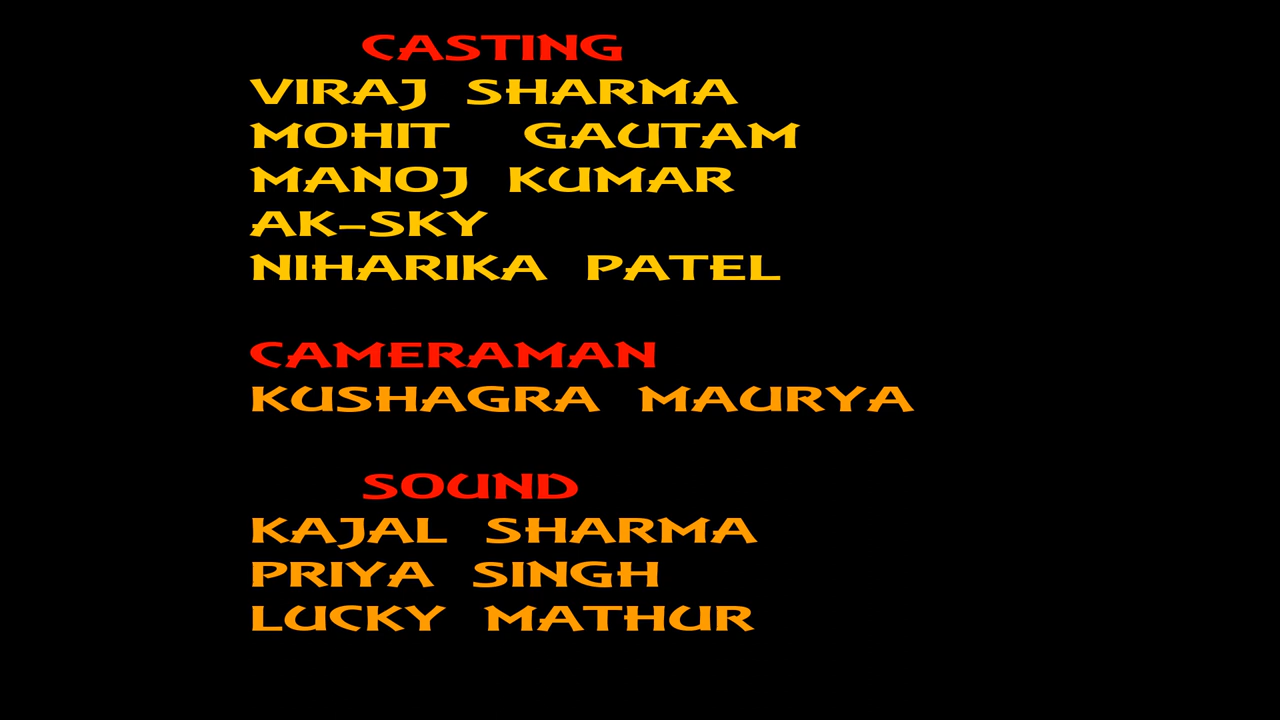 CASTING
VIRAJ SHARMA
MOHIT GAUTAM
MANOJ KUMAR
AK-SKY
NIHARIKA PATEL
CAMERAMAN
KUSHAGRA MAURYA
SOUND
KAJAL SHARMA
PRIYA SINGH
LUCKY MATHUR